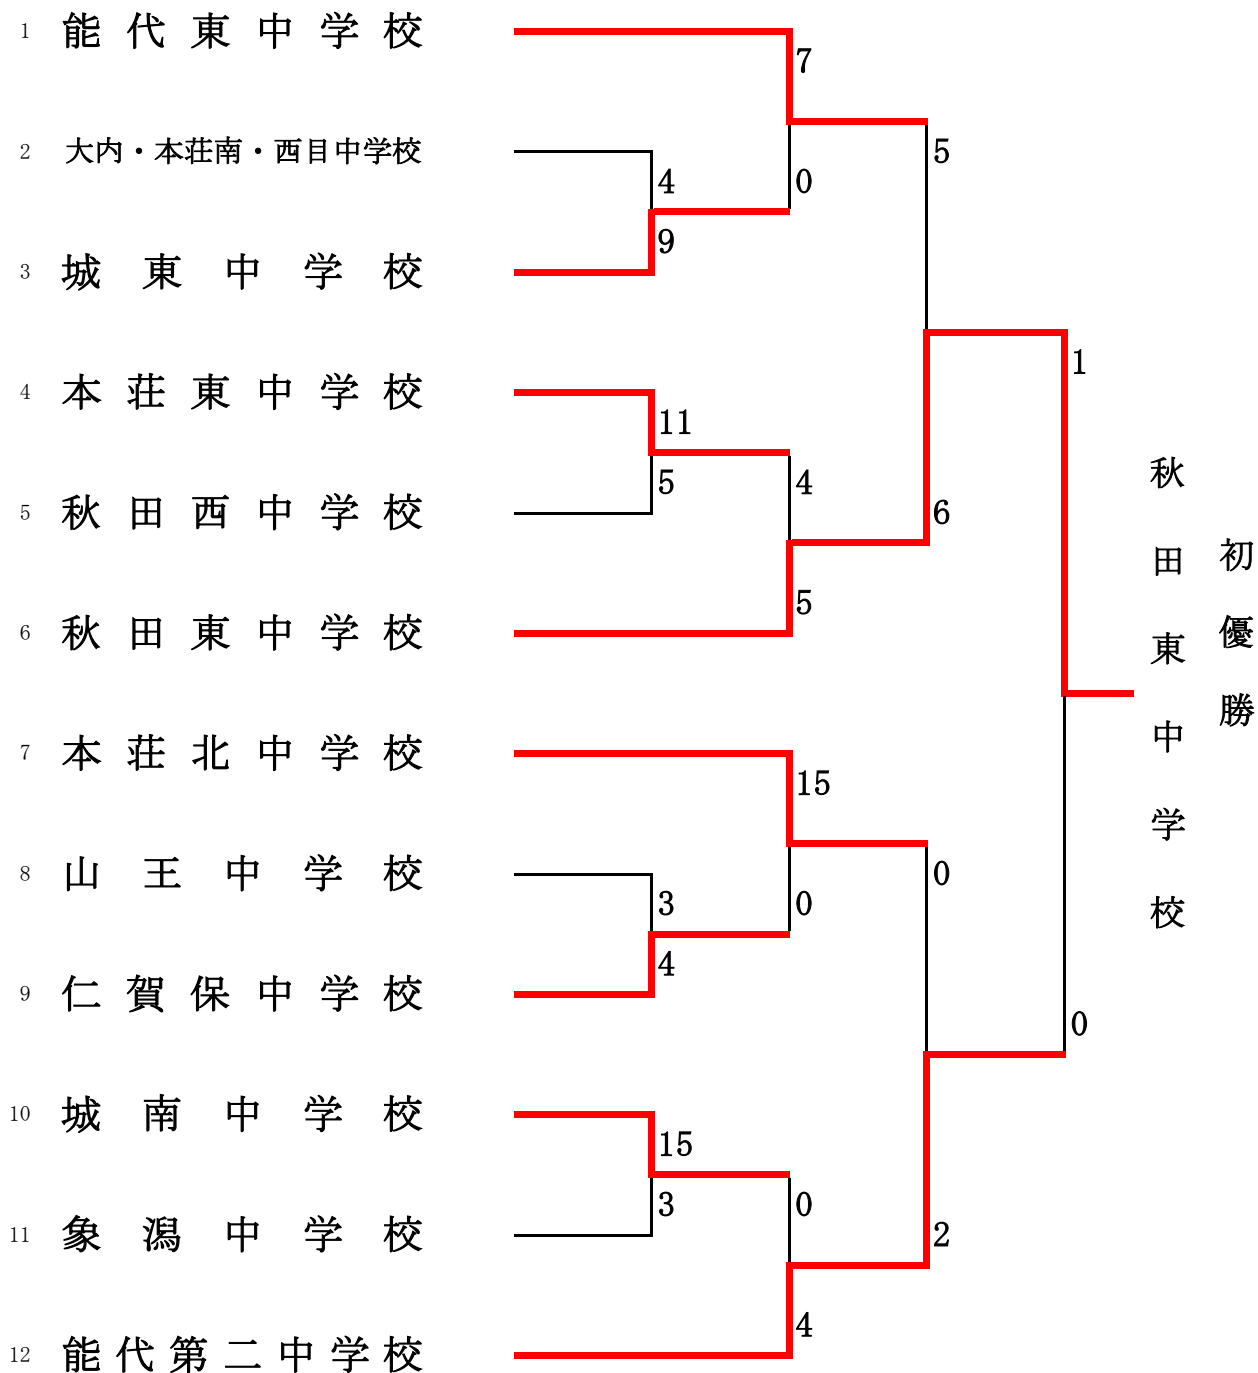 1 能代東中学校
7
2 大内・本荘南・西目中学校
5
4
0
9
3 城東中学校
1
4 本荘東中学校
11
5
4
5 秋田西中学校
6
5
6 秋田東中学校
7 本荘北中学校
15
8 山王中学校
0
3
0
4
9 仁賀保中学校
0
10 城南中学校
15
3
0
11 象潟中学校
2
4
12 能代第二中学校
秋田東中学校
初優勝